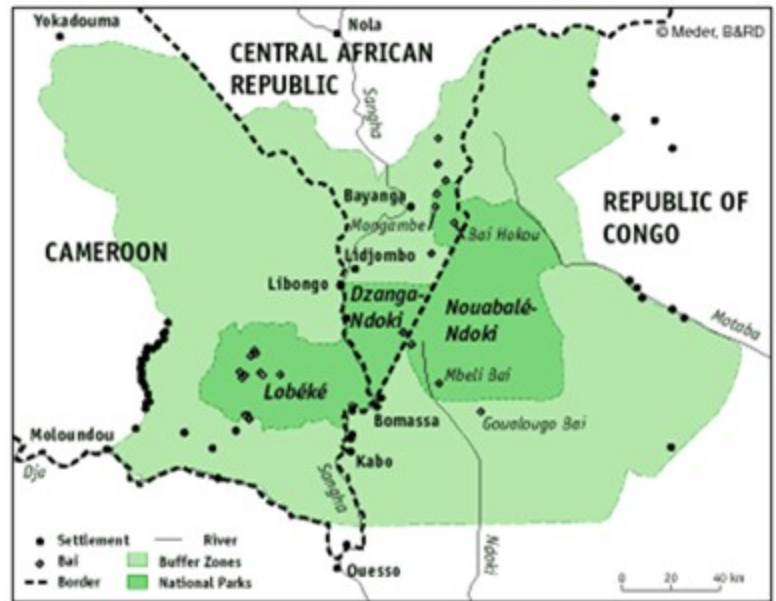 Yokadouma
Nola
© Meder, B&RD
CENTRAL AFRICAN
REPUBLIC
Sangha
Bayanga
Mongambe
REPUBLIC OF
CONGO
Bai Hokou
CAMEROON
Lidjombo
Libongo
Dzanga-
Ndoki
Nouabalé-
Ndoki
Motaba
Mbeli Bai
Lobéké
Bomassa
Goualougo Bai
Moloundou
Dja
Kabo
Sangha
Ndoki
Ouesso
Settlement
River
Bai
Buffer Zones
Border
National Parks
0 20 40 km